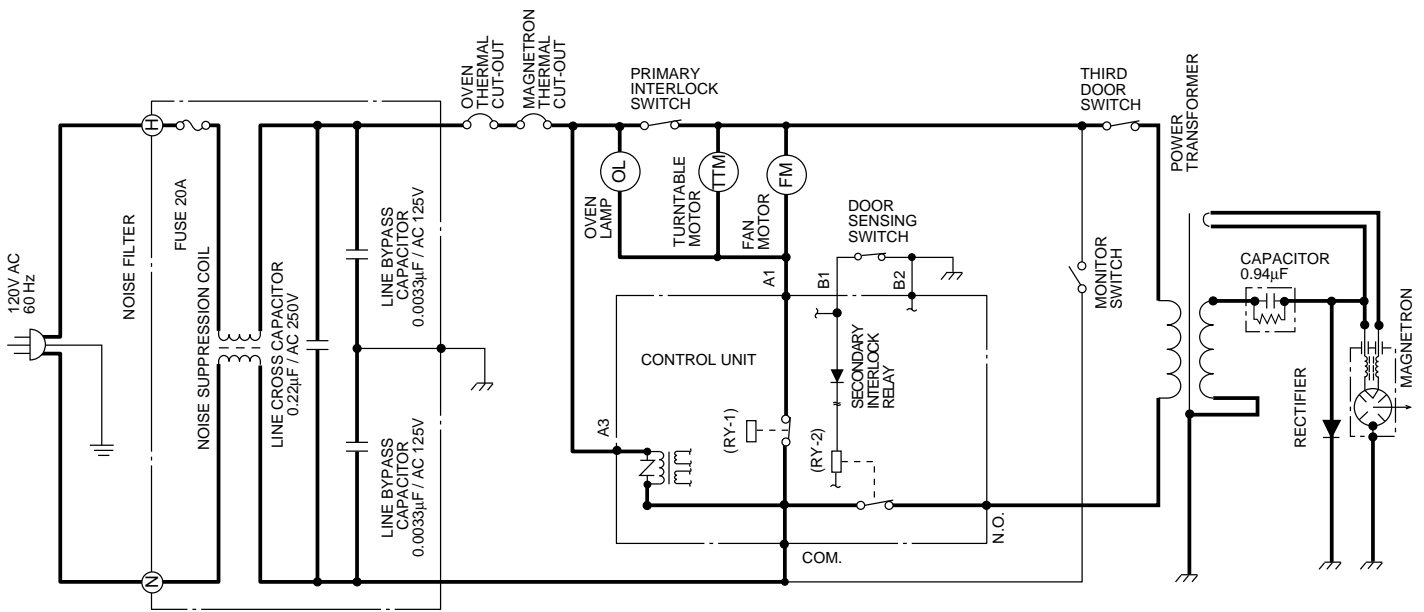 120V AC
60 Hz
NOISE FILTER
H
N
FUSE 20A
NOISE SUPPRESSION COIL
LINE CROSS CAPACITOR
0.22μF / AC 250V
LINE BYPASS
CAPACITOR
0.0033μF / AC 125V
LINE BYPASS
CAPACITOR
0.0033μF / AC 125V
OVEN
THERMAL
CUT-OUT
MAGNETRON
THERMAL
CUT-OUT
PRIMARY
INTERLOCK
SWITCH
OL
OVEN
LAMP
TTM
TURNTABLE
MOTOR
FM
FAN
MOTOR
DOOR
SENSING
SWITCH
A1
B1
B2
CONTROL UNIT
A3
(RY-1)
SECONDARY
INTERLOCK
RELAY
(RY-2)
COM.
N.O.
THIRD
DOOR
SWITCH
MONITOR
SWITCH
POWER
TRANSFORMER
CAPACITOR
0.94μF
RECTIFIER
MAGNETRON